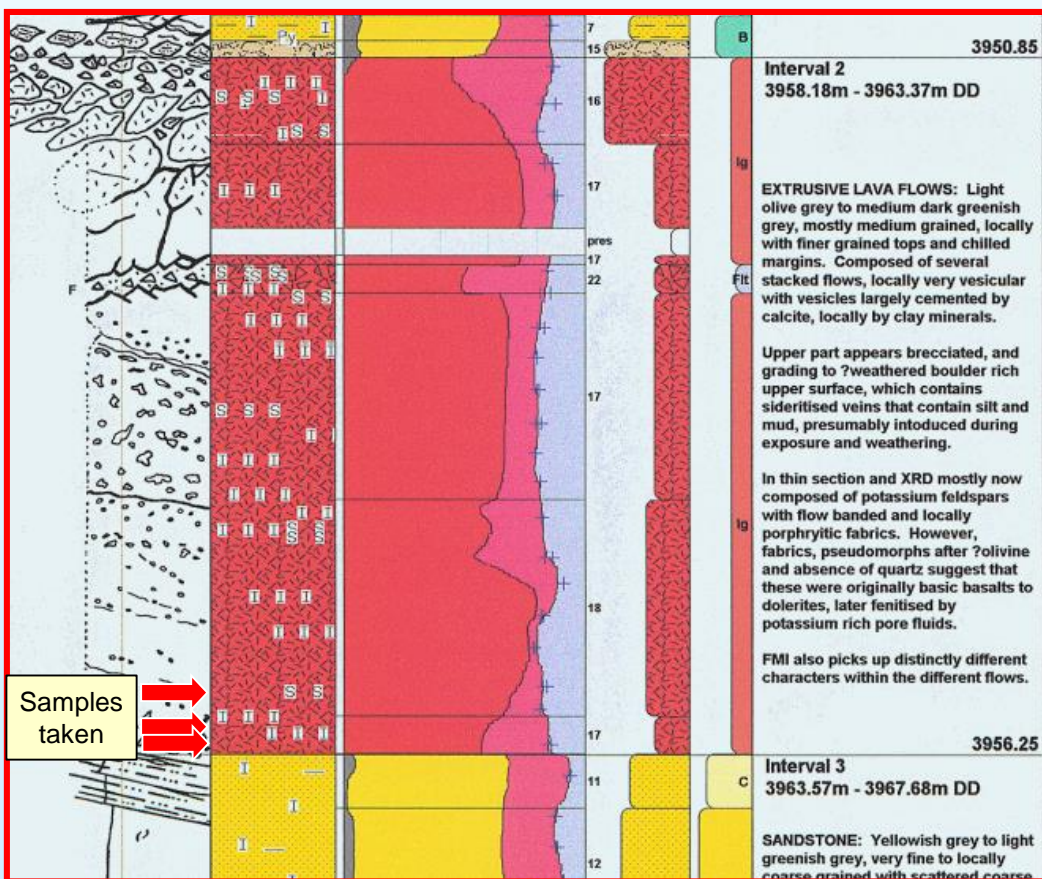 Py
7
15
B
3950.85
Interval 2
3958.18m - 3963.37m DD
16
17
Ig
EXTRUSIVE LAVA FLOWS: Light
olive grey to medium dark greenish
grey, mostly medium grained, locally
with finer grained tops and chilled
margins. Composed of several
stacked flows, locally very vesicular
with vesicles largely cemented by
calcite, locally by clay minerals.
pres
17
22
Flt
F
Upper part appears brecciated, and
grading to ?weathered boulder rich
upper surface, which contains
sideritised veins that contain silt and
mud, presumably intoduced during
exposure and weathering.
17
In thin section and XRD mostly now
composed of potassium feldspars
with flow banded and locally
porphryitic fabrics. However,
fabrics, pseudomorphs after ?olivine
and absence of quartz suggest that
these were originally basic basalts to
dolerites, later fenitised by
potassium rich pore fluids.
Ig
18
FMI also picks up distinctly different
characters within the different flows.
Samples
taken
17
3956.25
Interval 3
3963.57m - 3967.68m DD
11
C
SANDSTONE: Yellowish grey to light
greenish grey, very fine to locally
coarse grained with scattered coarse
12